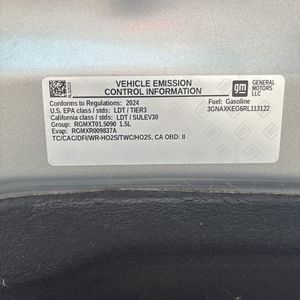 VEHICLE EMISSION
CONTROL INFORMATION
gm
GENERAL
MOTORS
LLC
Conforms to Regulations: 2024
Fuel: Gasoline
U.S. EPA class / stds: LDT / TIER3
3GNAXKEG6RL113122
California class / stds: LDT / SULEV30
Group: RGMXT01.5090 1.5L
Evap: RGMXR009837A
TC/CAC/DFI/WR-HO2S/TWC/HO2S, CA OBD: II